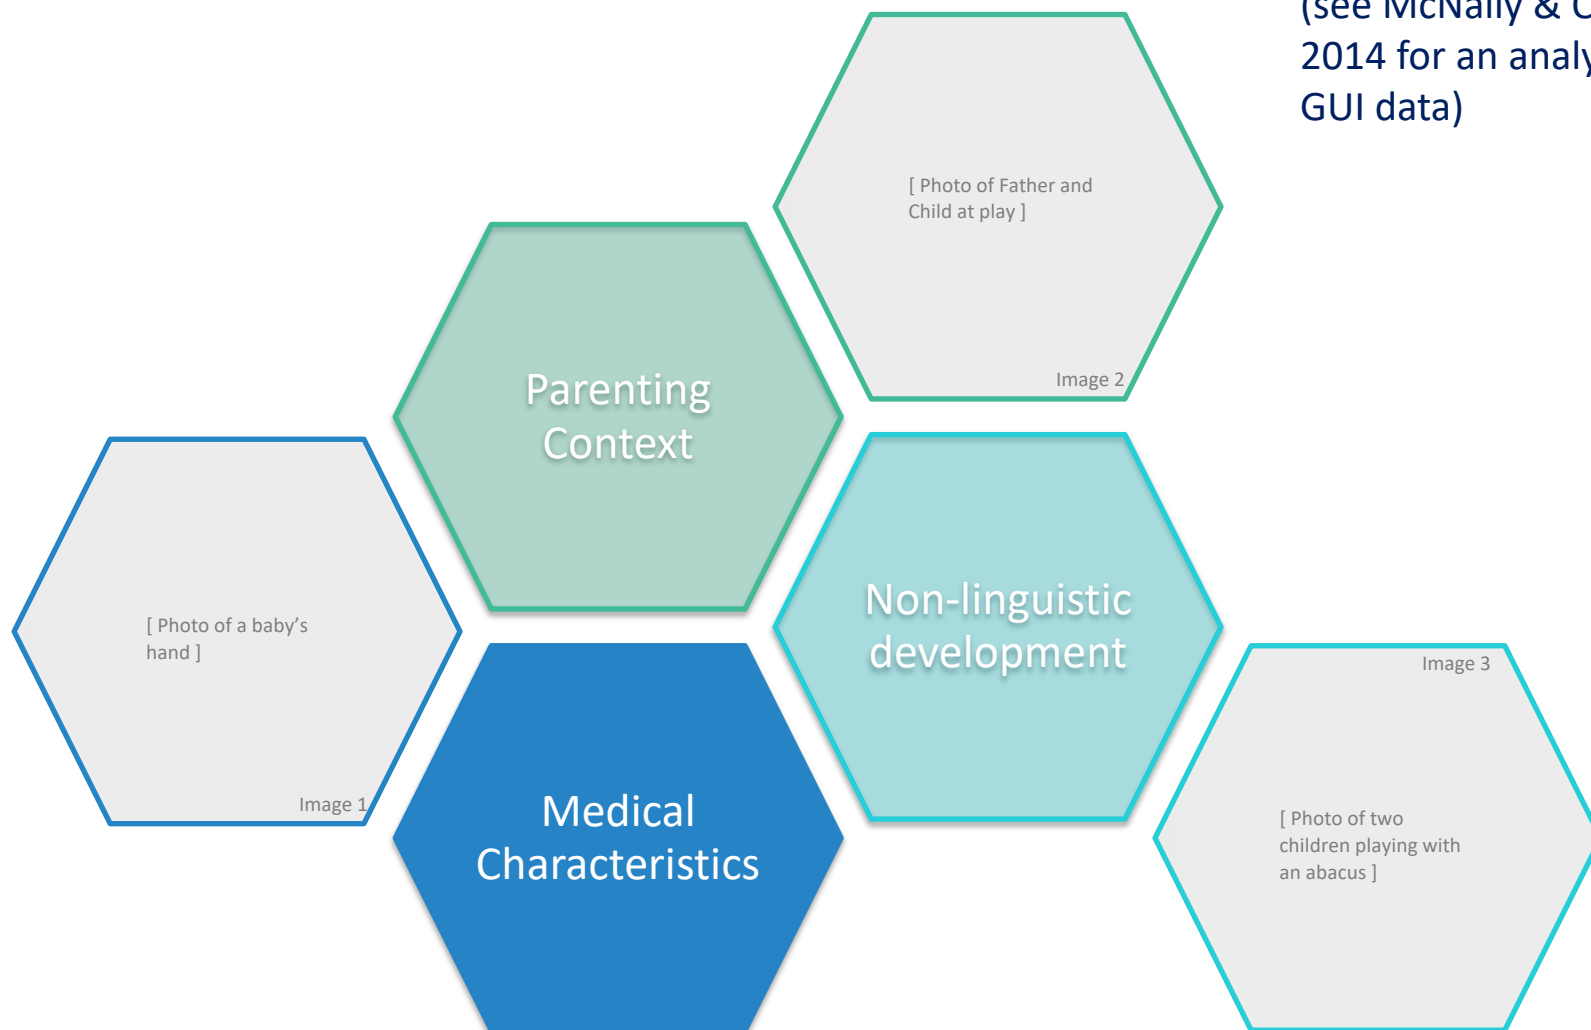 (see McNally &
2014 for an
GUI data)
[ Photo of Father and
Child at play ]
Image 2
Parenting
Context
[ Photo of a baby’s
hand ]
Image 1
Non-linguistic
development
Medical
Characteristics
Image 3
[ Photo of two
children playing with
an abacus ]